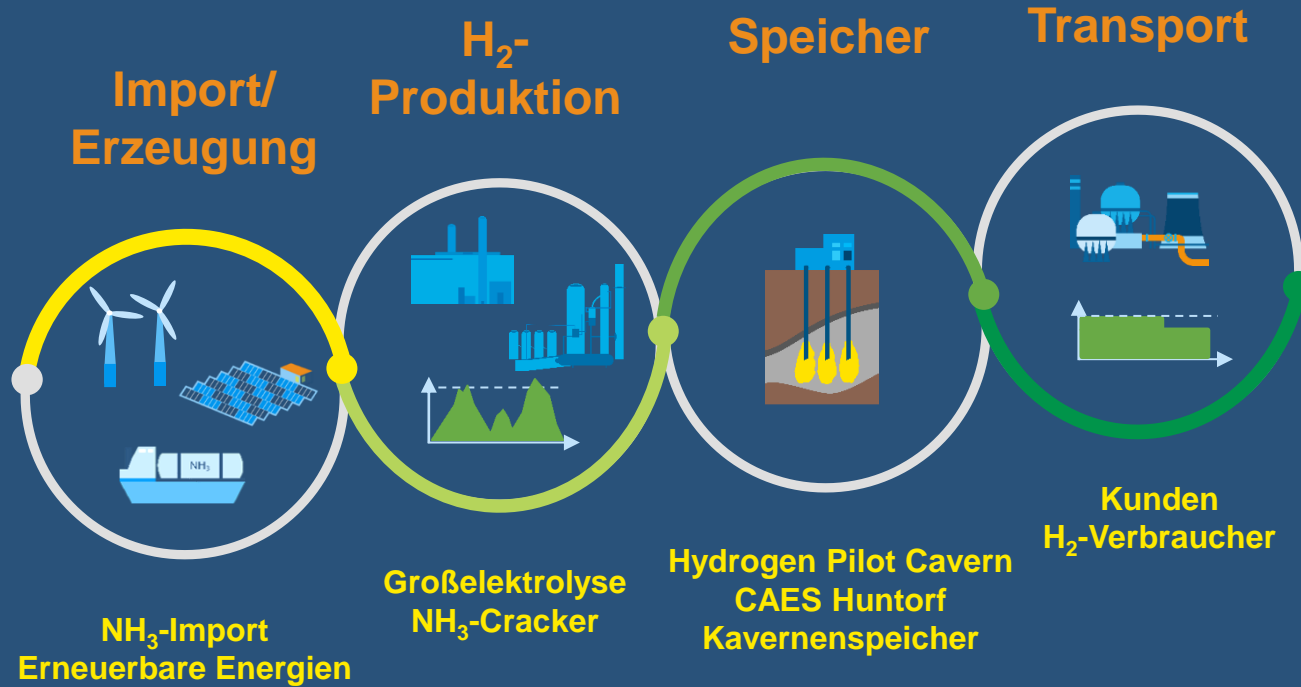 Import/
Erzeugung
H₂-
Produktion
Speicher
Transport
NH₃
NH₃-Import
Erneuerbare Energien
Großelektrolyse
NH₃-Cracker
Hydrogen Pilot Cavern
CAES Huntorf
Kavernenspeicher
Kunden
H₂-Verbraucher